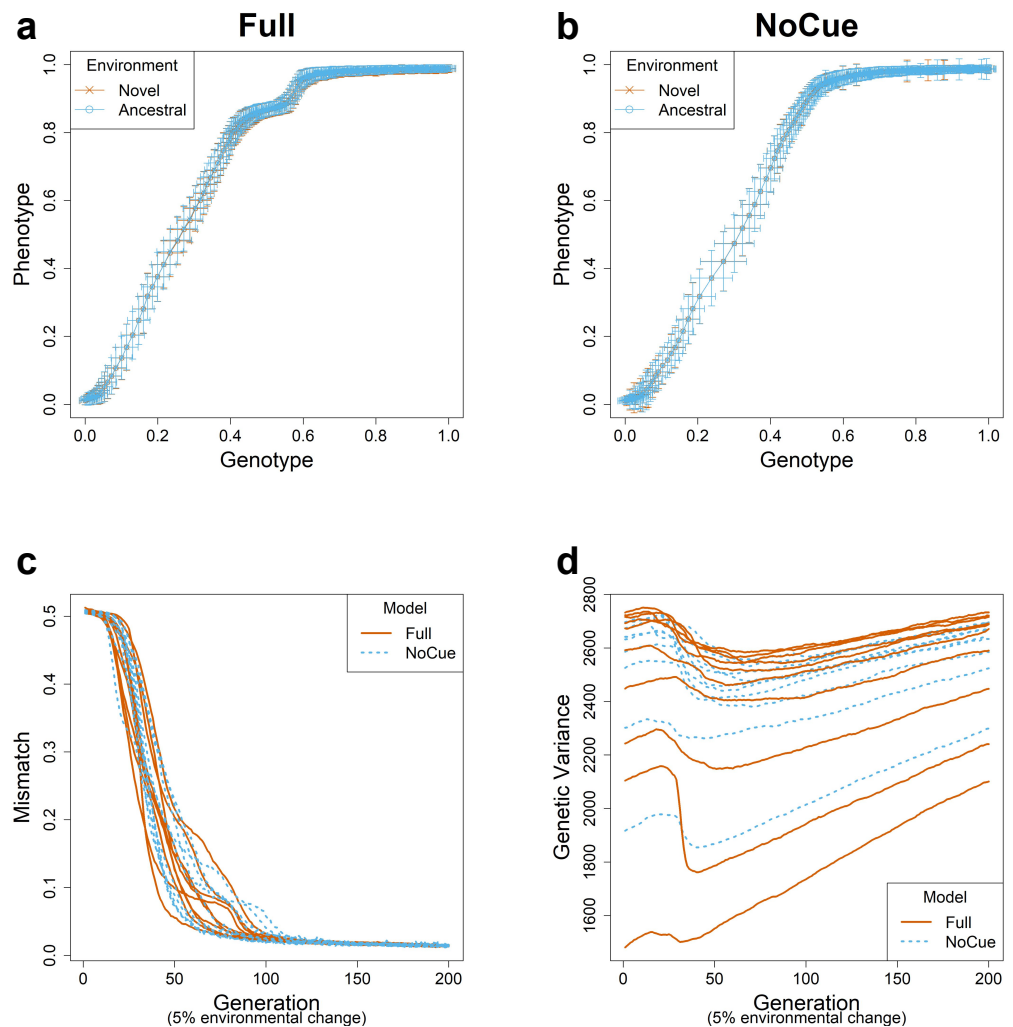 a
Full
Environment
Novel
Ancestral
Phenotype
0.0
0.2
0.4
0.6
0.8
1.0
0.0 0.2 0.4 0.6 0.8 1.0
Genotype
b
NoCue
Environment
Novel
Ancestral
Phenotype
0.0
0.2
0.4
0.6
0.8
1.0
0.0 0.2 0.4 0.6 0.8 1.0
Genotype
c
Model
Full
NoCue
Mismatch
0.0
0.1
0.2
0.3
0.4
0.5
0 50 100 150 200
Generation
(5% environmental change)
d
Genetic Variance
1600
1800
2000
2200
2400
2600
2800
Model
Full
NoCue
0 50 100 150 200
Generation
(5% environmental change)